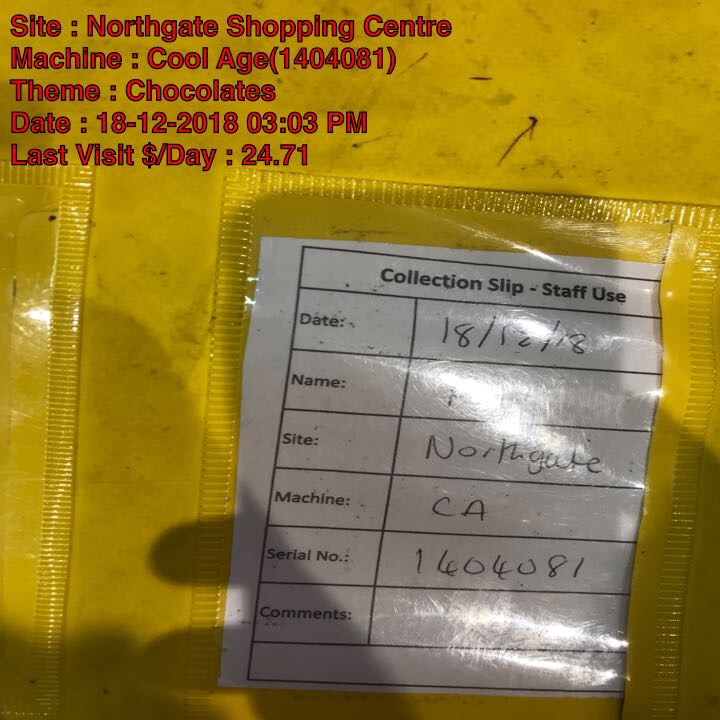 Site : Northgate Shopping Centre
Machine : Cool Age(1404081)
Theme : Chocolates
Date : 18-12-2018 03:03 PM
Last Visit $/Day : 24.71
Collection Slip - Staff Use
Date: 18/12/18
Name:
Site: Northgate
Machine: CA
Serial No.: 1404081
Comments: